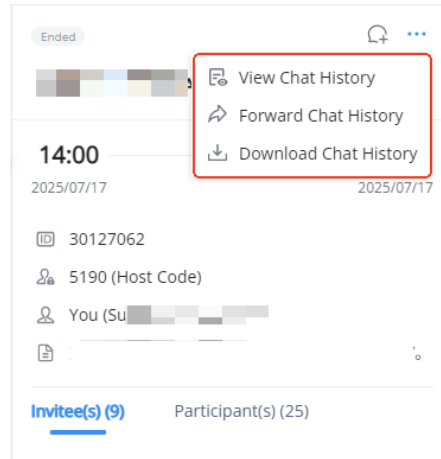 Ended
View Chat History
Forward Chat History
Download Chat History
14:00
2025/07/17
2025/07/17
ID
30127062
5190 (Host Code)
You (Su
Invitee(s) (9)
Participant(s) (25)